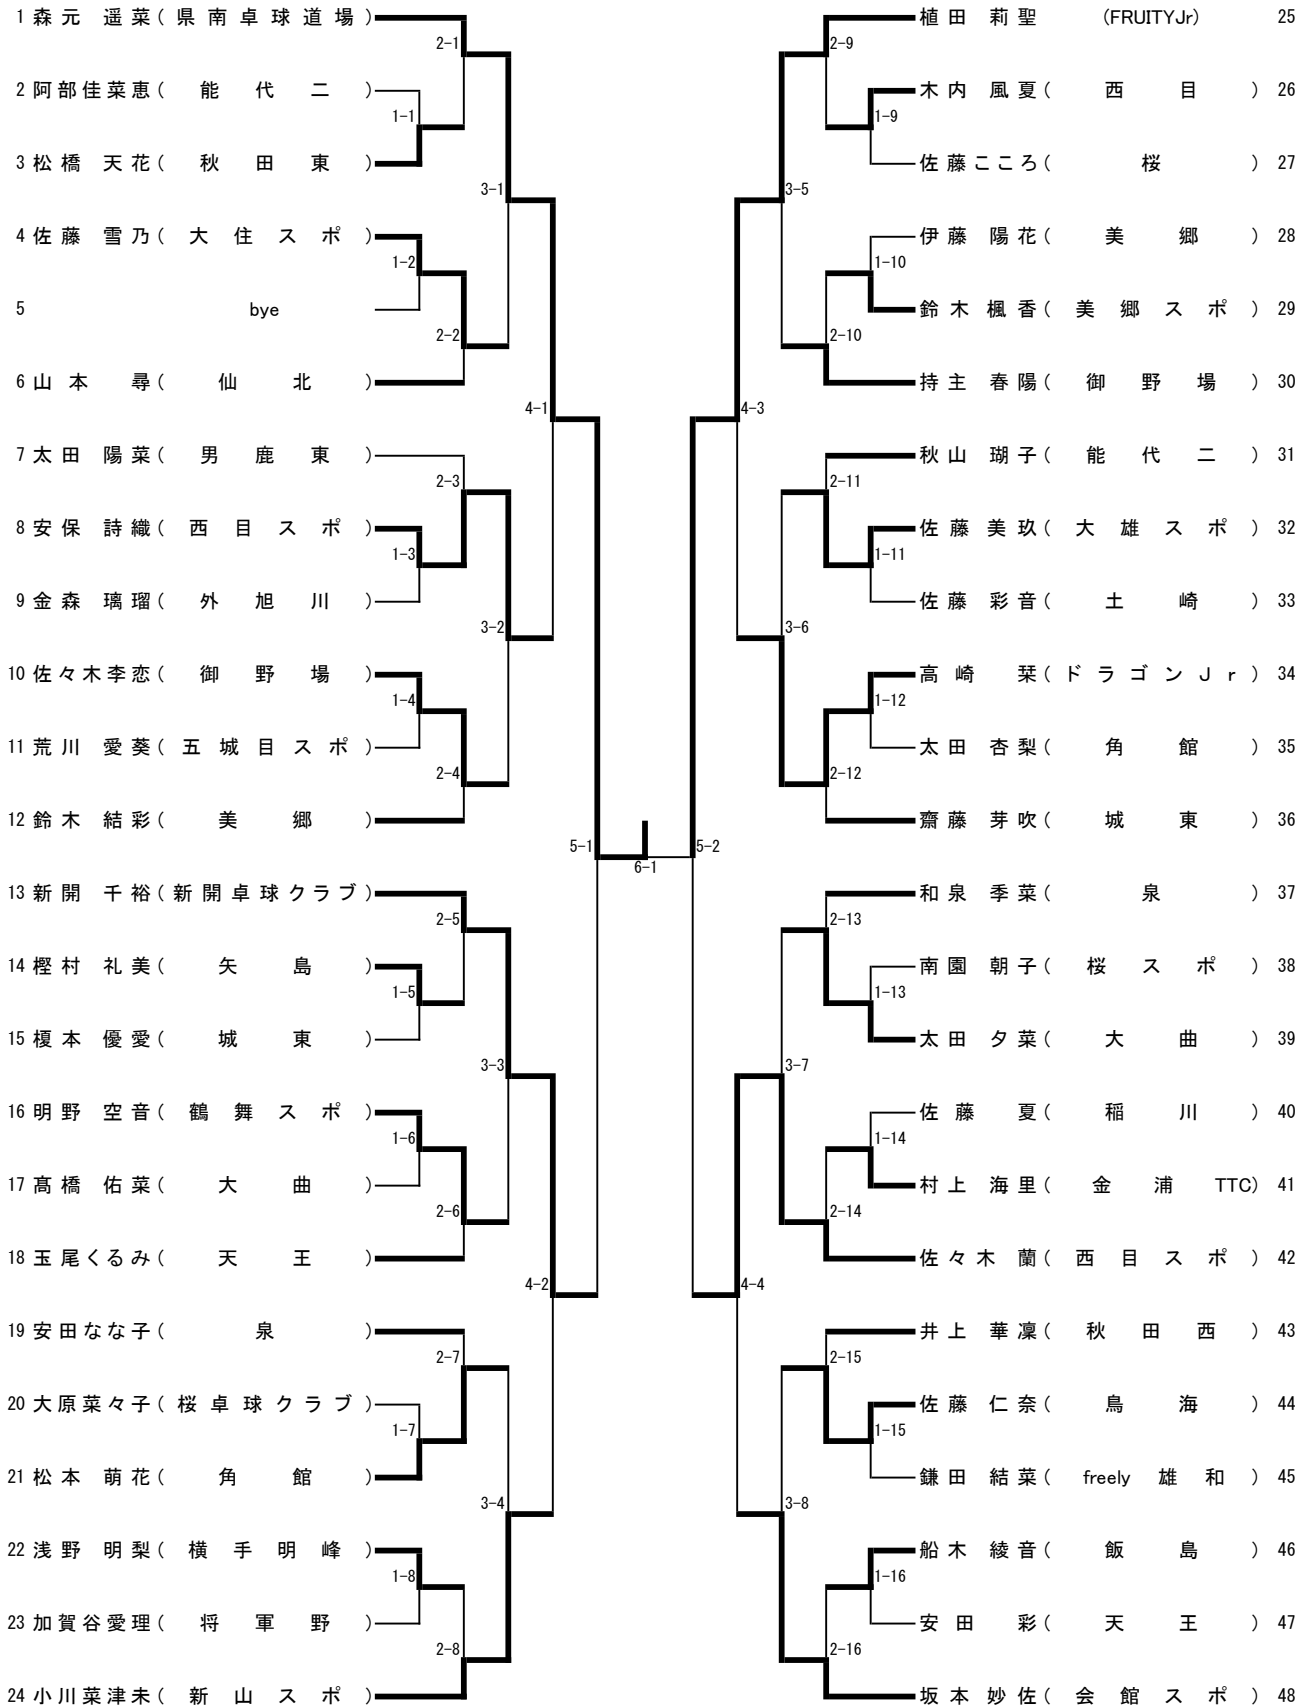 1 森元 遥菜 (県南卓球道場)
2-1
2 阿部佳菜恵 (能代二)
1-1
3 松橋 天花 (秋田東)
3-1
4 佐藤 雪乃 (大住スポ)
1-2
5 bye
2-2
6 山本 尋 (仙北)
4-1
7 太田 陽菜 (男鹿東)
2-3
8 安保 詩織 (西目スポ)
1-3
9 金森 璃瑠 (外旭川)
3-2
10 佐々木李恋 (御野場)
1-4
11 荒川 愛葵 (五城目スポ)
2-4
12 鈴木 結彩 (美郷)
5-1
13 新開 千裕 (新開卓球クラブ)
2-5
14 樫村 礼美 (矢島)
1-5
15 榎本 優愛 (城東)
3-3
16 明野 空音 (鶴舞スポ)
1-6
17 髙橋 佑菜 (大曲)
2-6
18 玉尾くるみ (天王)
4-2
19 安田なな子 (泉)
2-7
20 大原菜々子 (桜卓球クラブ)
1-7
21 松本 萌花 (角館)
3-4
22 浅野 明梨 (横手明峰)
1-8
23 加賀谷愛理 (将軍野)
2-8
24 小川菜津未 (新山スポ)
6-1
植田 莉聖 (FRUITYJr) 25
2-9
木内 風夏 (西目) 26
1-9
佐藤こころ (桜) 27
3-5
伊藤 陽花 (美郷) 28
1-10
鈴木 楓香 (美郷スポ) 29
2-10
持主 春陽 (御野場) 30
4-3
秋山 瑚子 (能代二) 31
2-11
佐藤 美玖 (大雄スポ) 32
1-11
佐藤 彩音 (土崎) 33
3-6
高崎 栞 (ドラゴンJr) 34
1-12
太田 杏梨 (角館) 35
2-12
齋藤 芽吹 (城東) 36
5-2
和泉 季菜 (泉) 37
2-13
南園 朝子 (桜スポ) 38
1-13
太田 夕菜 (大曲) 39
3-7
佐藤 夏 (稲川) 40
1-14
村上 海里 (金浦TTC) 41
2-14
佐々木 蘭 (西目スポ) 42
4-4
井上 華凜 (秋田西) 43
2-15
佐藤 仁奈 (鳥海) 44
1-15
鎌田 結菜 (freely雄和) 45
3-8
船木 綾音 (飯島) 46
1-16
安田 彩 (天王) 47
2-16
坂本 妙佐 (会館スポ) 48